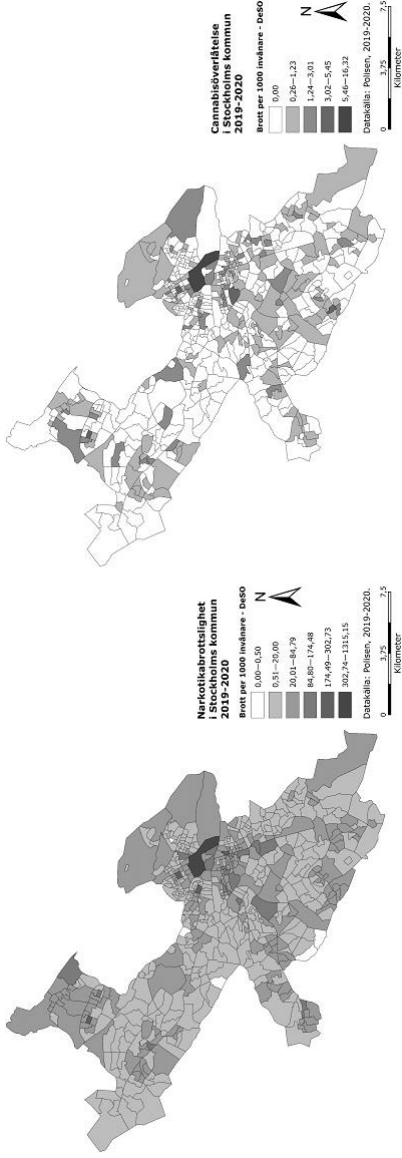 Narkotikabrottslighet
i Stockholms kommun
2019-2020
Brott per 1000 invånare - DeSO
0,00–0,50
0,51–20,00
20,01–84,79
84,80–174,48
174,49–302,73
302,74–1315,15
N
Datakälla: Polisen, 2019-2020.
0 3,75 7,5
Kilometer
Cannabisöverlåtelse
i Stockholms kommun
2019-2020
Brott per 1000 invånare - DeSO
0,00
0,26–1,23
1,24–3,01
3,02–5,45
5,46–16,32
N
Datakälla: Polisen, 2019-2020.
0 3,75 7,5
Kilometer